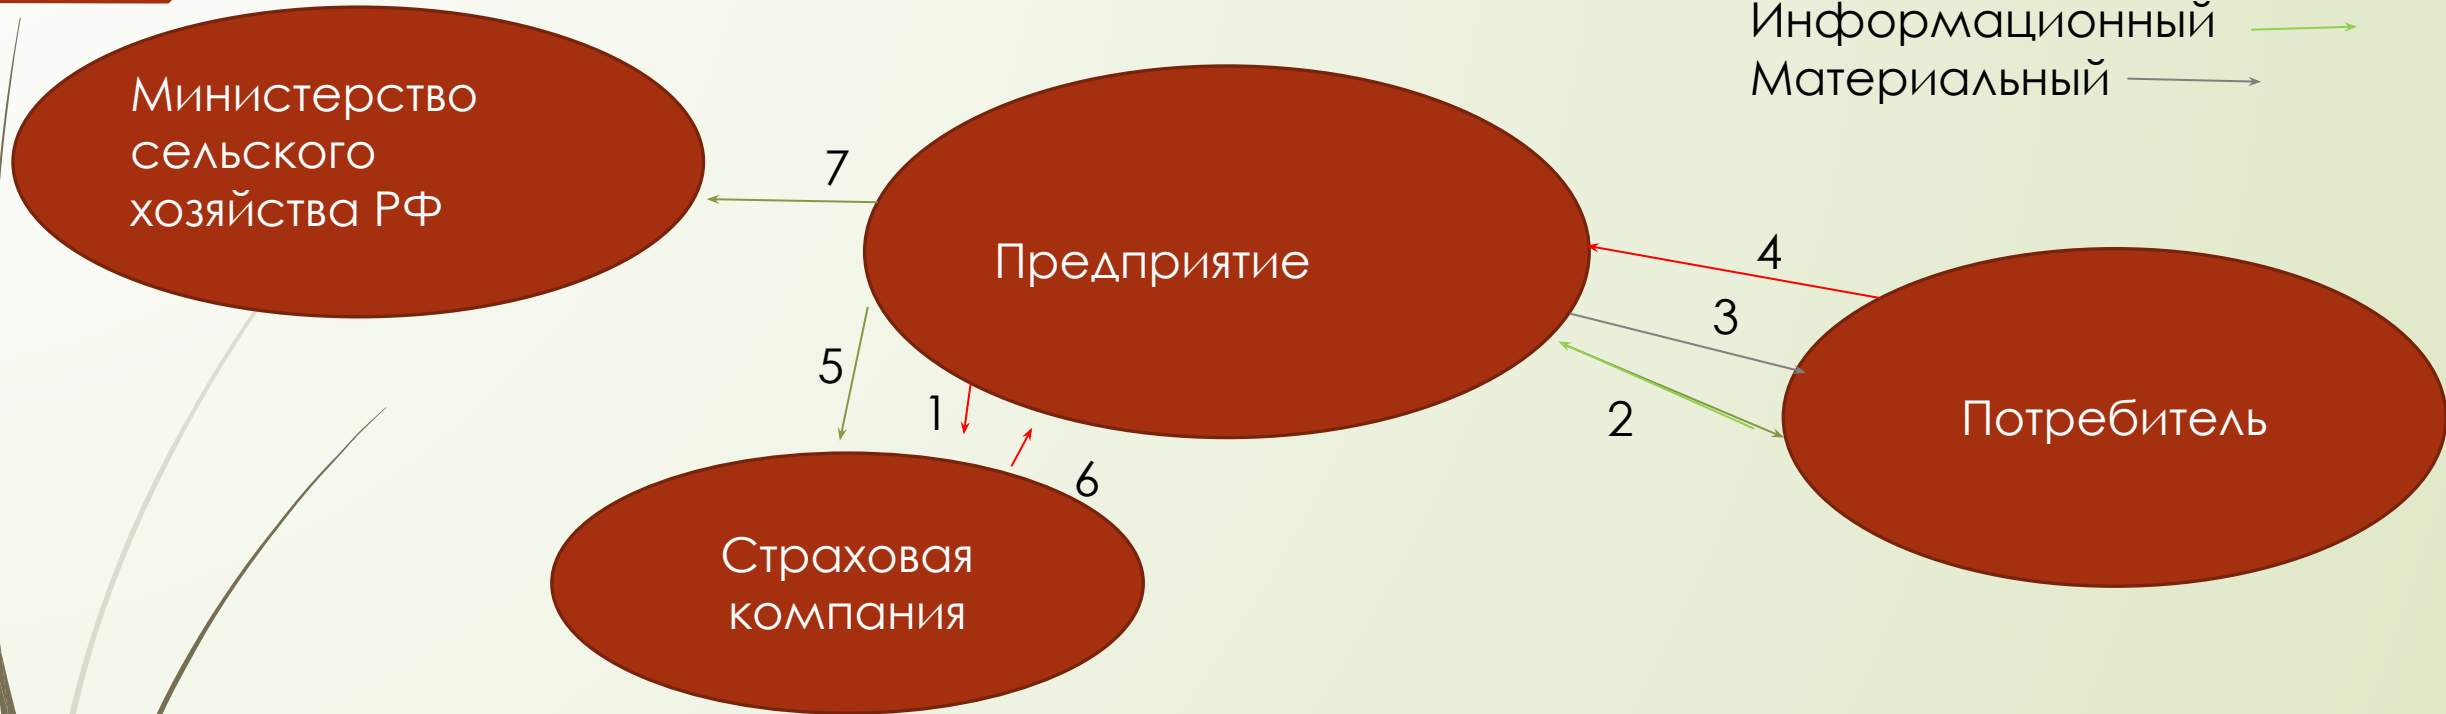 Информационный
Материальный
Министерство
сельского
хозяйства РФ
7
Предприятие
4
3
5
1
2
Потребитель
6
Страховая
компания